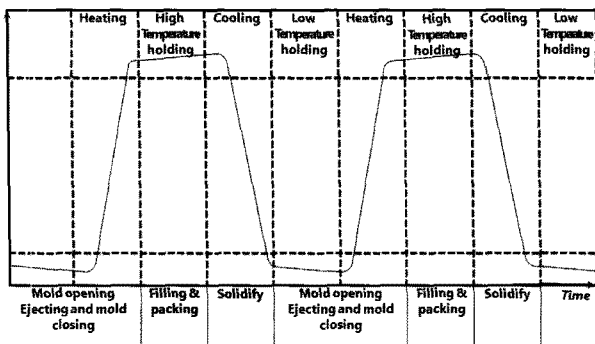 Heating
High
Temperature
holding
Cooling
Low
Temperature
holding
Heating
High
Temperature
holding
Cooling
Low
Temperature
holding
Mold opening
Ejecting and mold
closing
Filling &
packing
Solidify
Mold opening
Ejecting and mold
closing
Filling &
packing
Solidify
Time